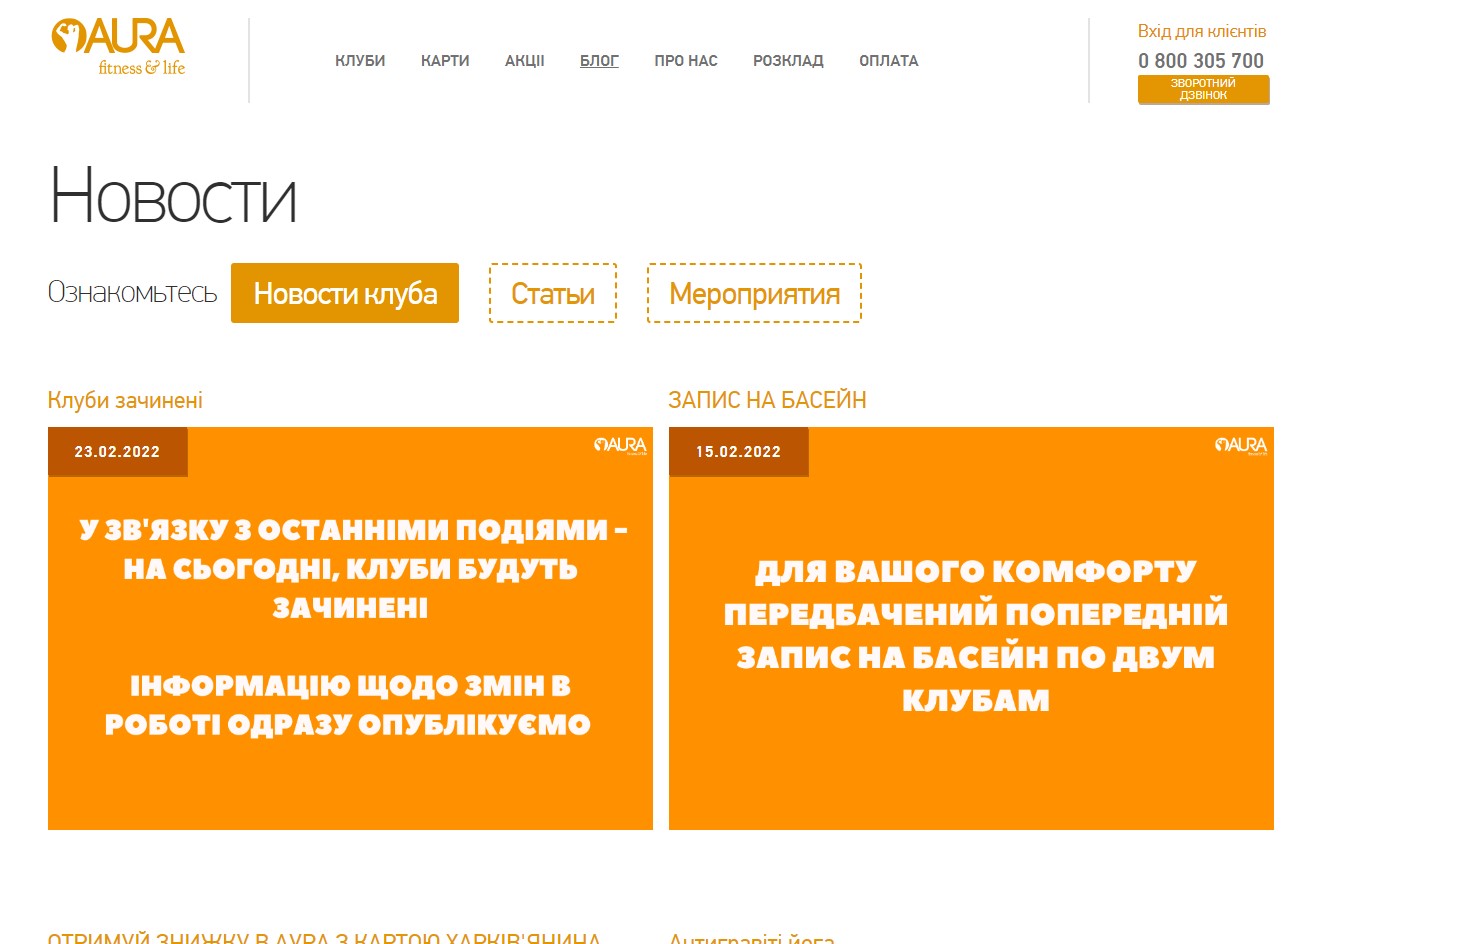 AURA
fitness & life
КЛУБИ КАРТИ АКЦІЇ БЛОГ ПРО НАС РОЗКЛАД ОПЛАТА
Вхід для клієнтів
0 800 305 700
ЗВОРОТНИЙ
ДЗВІНОК
Новости
Ознакомьтесь Новости клуба Статьи Мероприятия
Клуби зачинені
23.02.2022
AURA
У ЗВ'ЯЗКУ З ОСТАННІМИ ПОДІЯМИ -
НА СЬОГОДНІ, КЛУБИ БУДУТЬ
ЗАЧИНЕНІ
ІНФОРМАЦІЮ ЩОДО ЗМІН В
РОБОТІ ОДРАЗУ ОПУБЛІКУЄМО
ЗАПИС НА БАСЕЙН
15.02.2022
AURA
ДЛЯ ВАШОГО КОМФОРТУ
ПЕРЕДБАЧЕНИЙ ПОПЕРЕДНІЙ
ЗАПИС НА БАСЕЙН ПО ДВУМ
КЛУБАМ
ОТРИМУЙ ЗНИЖКУ В АУРА З КАРТОЮ ХАРКІВ'ЯНИНА
Антигравіті йога